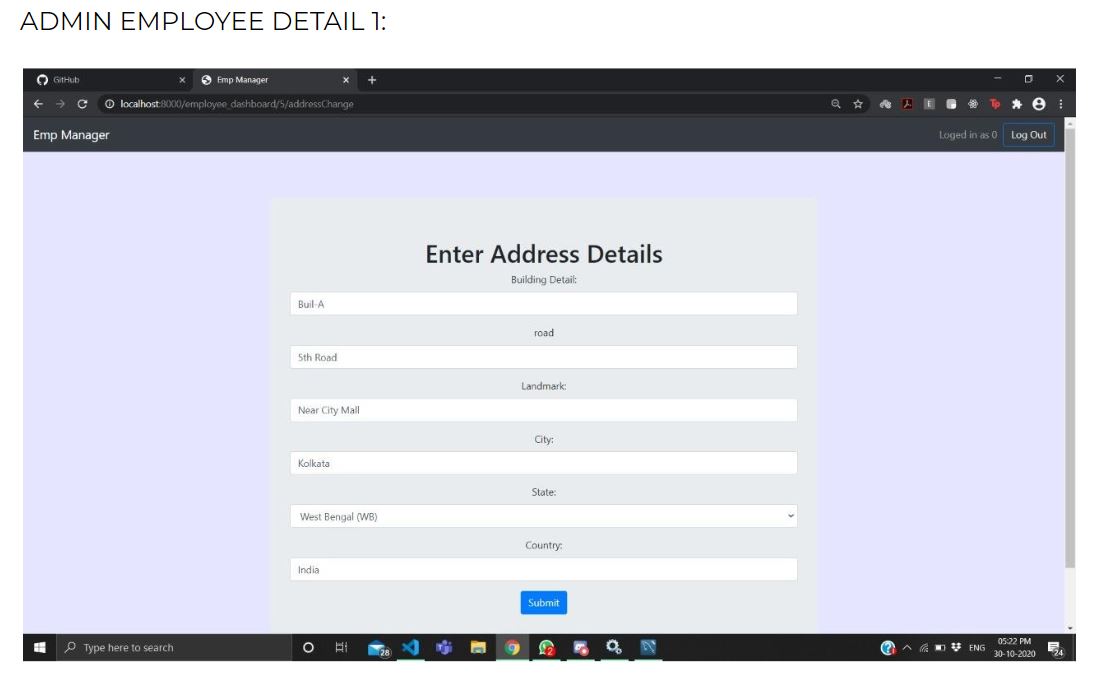 ADMIN EMPLOYEE DETAIL 1:
GitHub Emp Manager
localhost:8000/employee_dashboard/5/addressChange
Emp Manager Loged in as 0 Log Out
Enter Address Details
Building Detail:
Buil-A
road
5th Road
Landmark:
Near City Mall
City:
Kolkata
State:
West Bengal (WB)
Country:
India
Submit
Type here to search 28 2 ENG 05:22 PM
30-10-2020 24